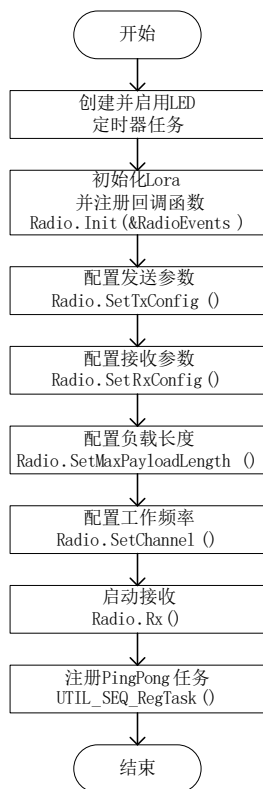 开始
创建并启用LED
定时器任务
初始化Lora
并注册回调函数
Radio.Init(&RadioEvents)
配置发送参数
Radio.SetTxConfig()
配置接收参数
Radio.SetRxConfig()
配置负载长度
Radio.SetMaxPayloadLength ()
配置工作频率
Radio.SetChannel()
启动接收
Radio.Rx()
注册PingPong任务
UTIL_SEQ_RegTask()
结束